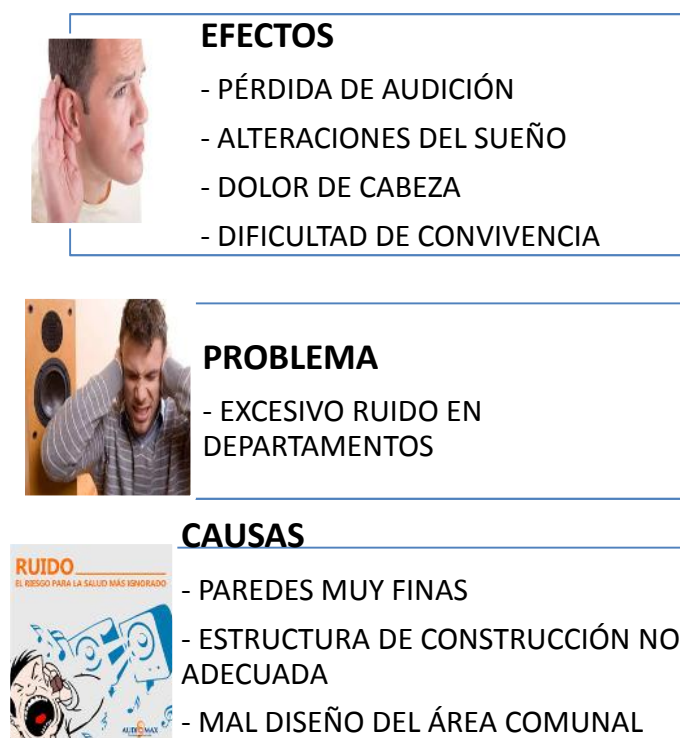 EFECTOS
- PÉRDIDA DE AUDICIÓN
- ALTERACIONES DEL SUEÑO
- DOLOR DE CABEZA
- DIFICULTAD DE CONVIVENCIA
PROBLEMA
- EXCESIVO RUIDO EN
DEPARTAMENTOS
CAUSAS
RUIDO
EL RIESGO PARA LA SALUD MÁS IGNORADO
- PAREDES MUY FINAS
- ESTRUCTURA DE CONSTRUCCIÓN NO
ADECUADA
- MAL DISEÑO DEL ÁREA COMUNAL
AUDIOMAX